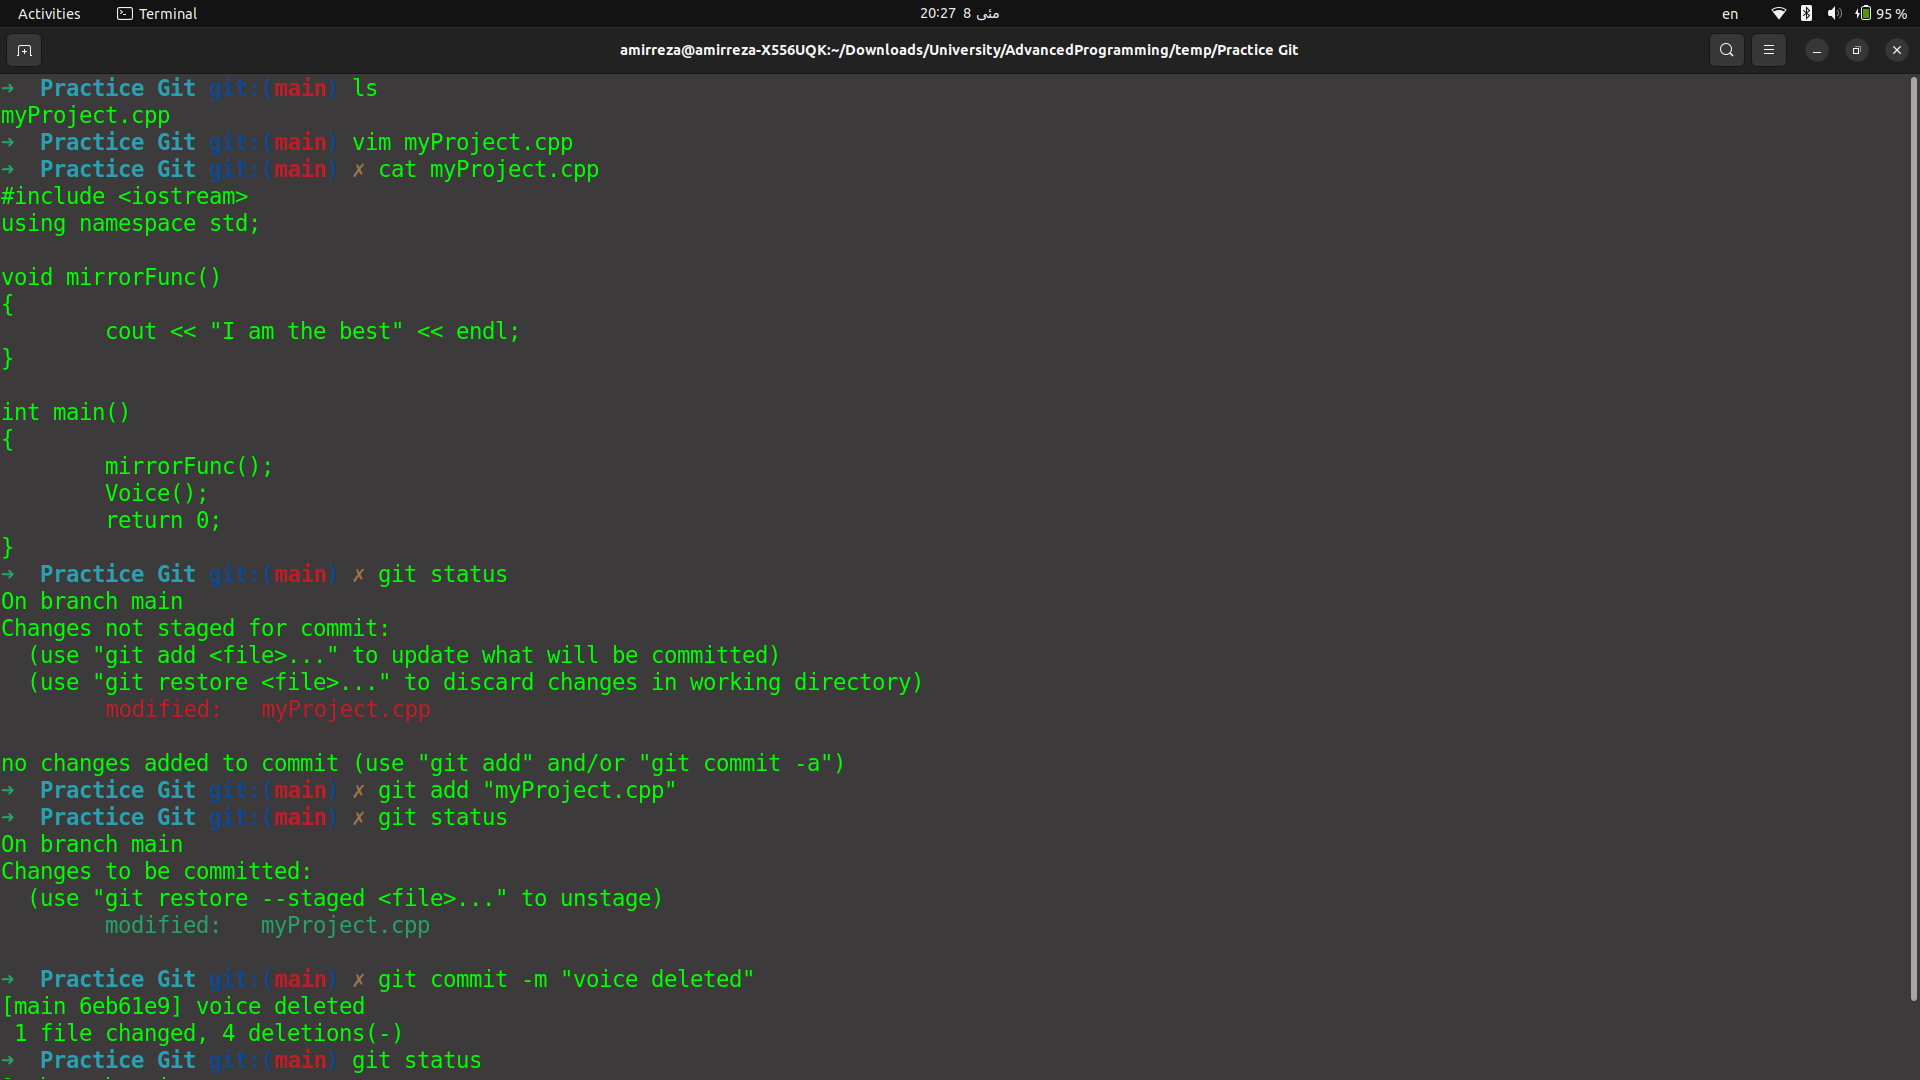 Activities Terminal 20:27 8 مئی en 95 %
amirreza@amirreza-X556UQK:~/Downloads/University/AdvancedProgramming/temp/Practice Git
➜  Practice Git git:(main) ls
myProject.cpp
➜  Practice Git git:(main) vim myProject.cpp
➜  Practice Git git:(main) ✗ cat myProject.cpp
#include <iostream>
using namespace std;
void mirrorFunc()
{
        cout << "I am the best" << endl;
}
int main()
{
        mirrorFunc();
        Voice();
        return 0;
}
➜  Practice Git git:(main) ✗ git status
On branch main
Changes not staged for commit:
  (use "git add <file>..." to update what will be committed)
  (use "git restore <file>..." to discard changes in working directory)
        modified:   myProject.cpp
no changes added to commit (use "git add" and/or "git commit -a")
➜  Practice Git git:(main) ✗ git add "myProject.cpp"
➜  Practice Git git:(main) ✗ git status
On branch main
Changes to be committed:
  (use "git restore --staged <file>..." to unstage)
        modified:   myProject.cpp
➜  Practice Git git:(main) ✗ git commit -m "voice deleted"
[main 6eb61e9] voice deleted
 1 file changed, 4 deletions(-)
➜  Practice Git git:(main) git status